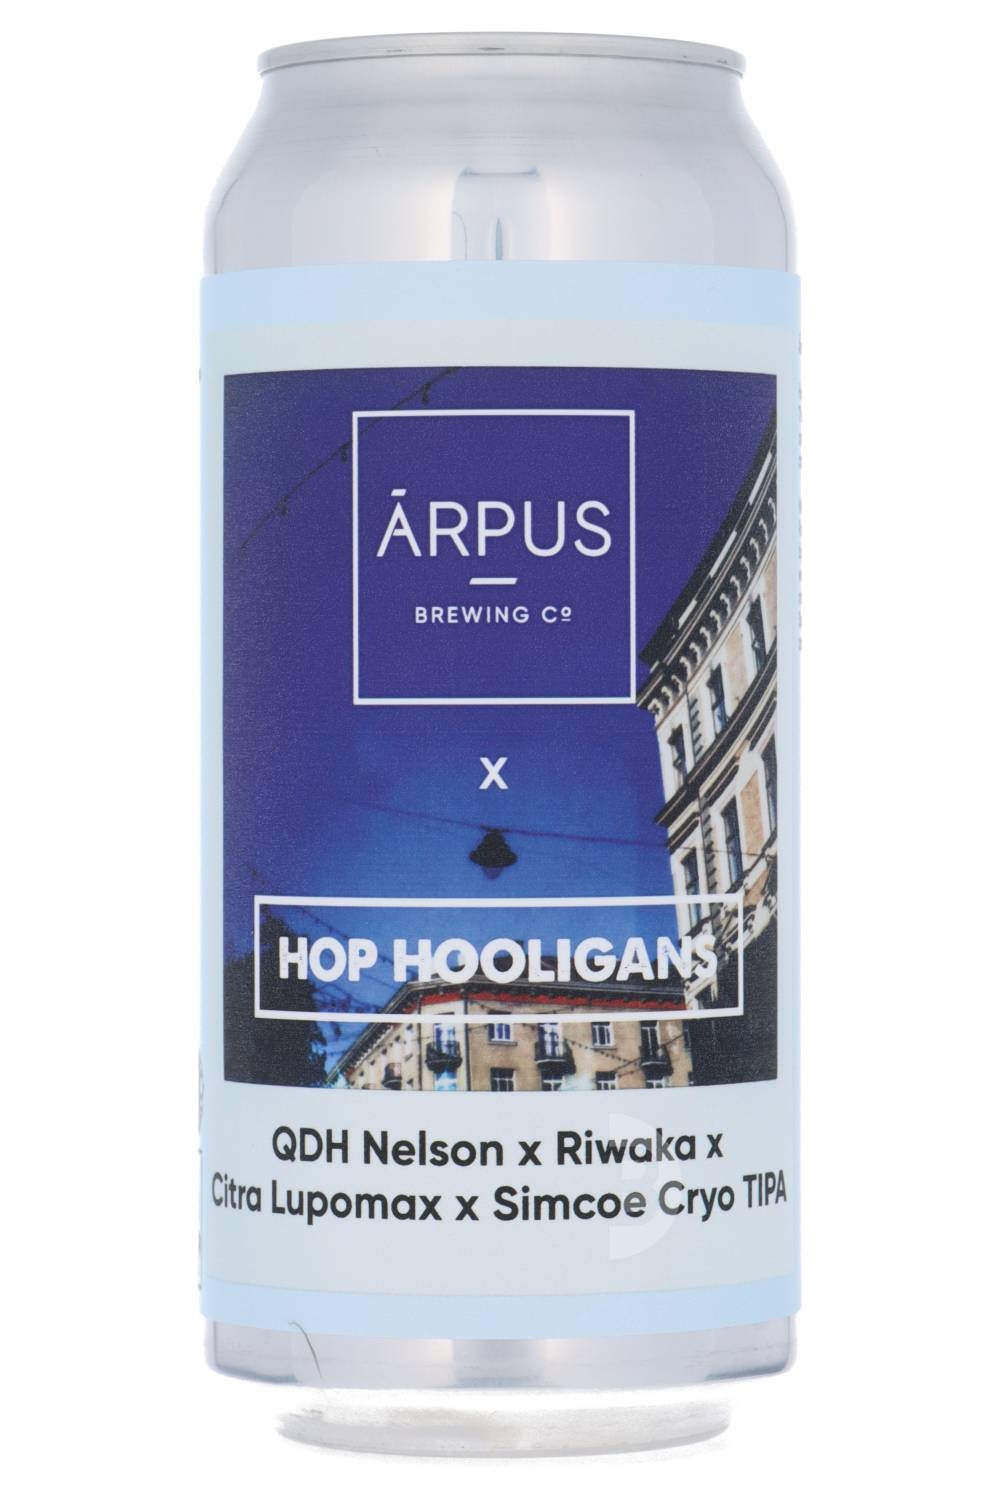 ĀRPUS
BREWING Cº
X
HOP HOOLIGANS
QDH Nelson x Riwaka x
Citra Lupomax x Simcoe Cryo TIPA